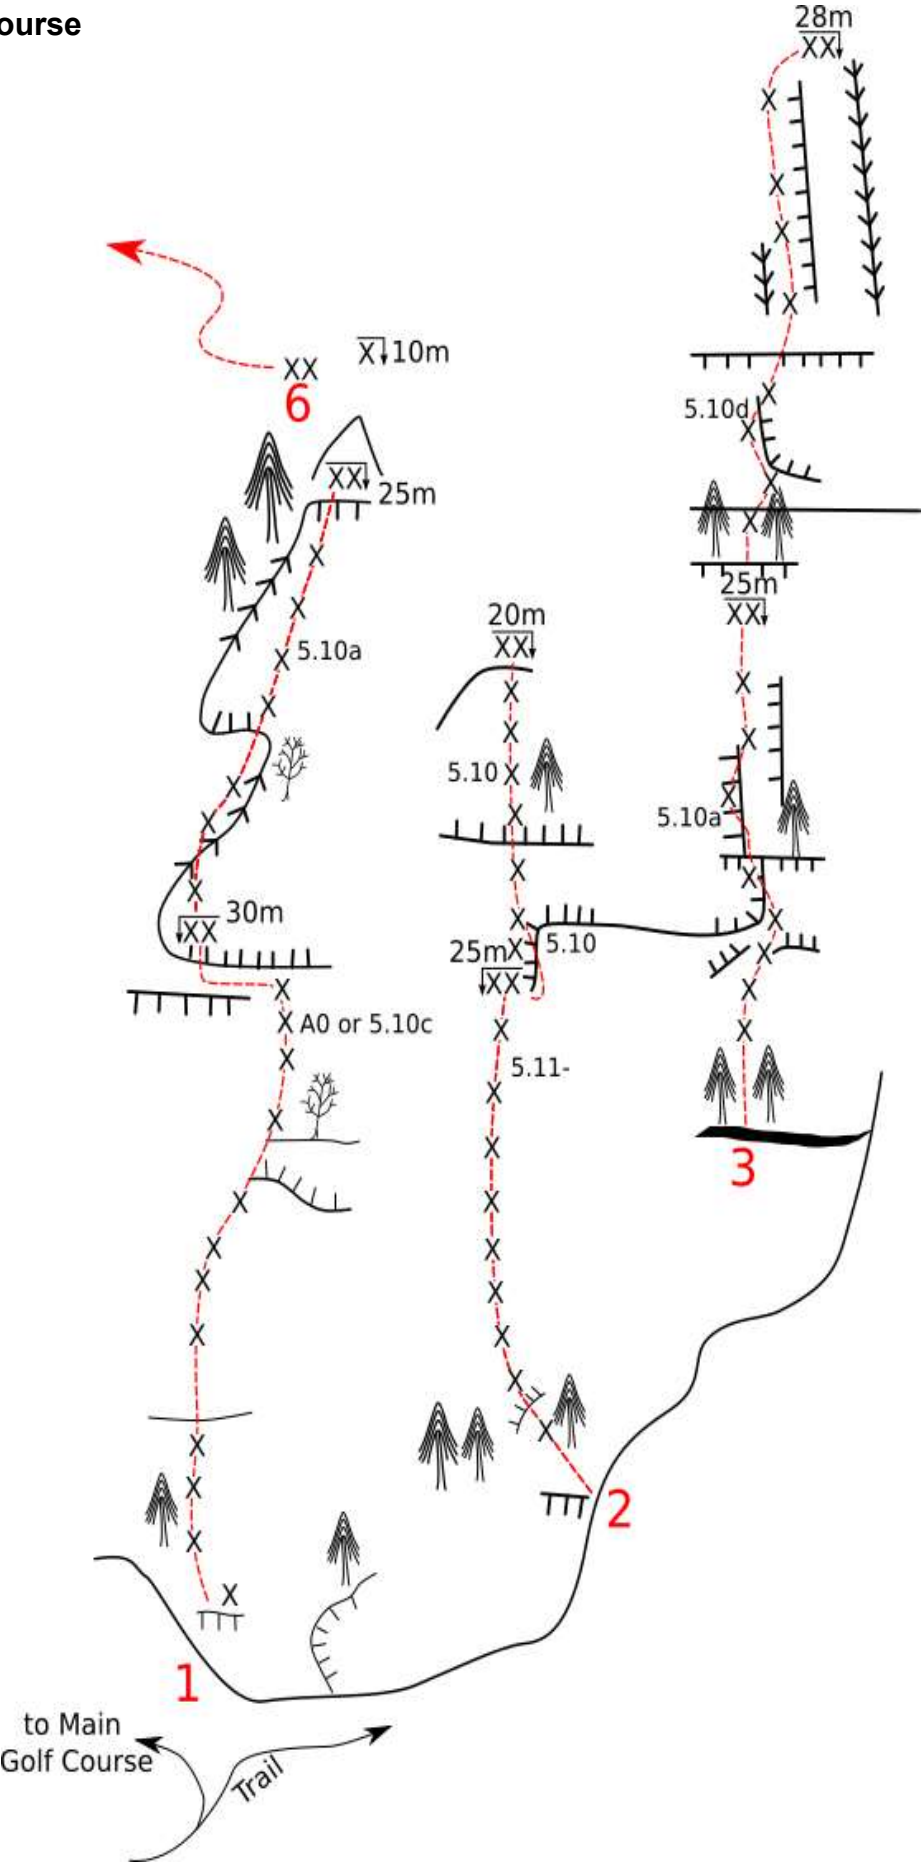 ourse
28m
10m
6
25m
5.10d
25m
20m
5.10a
5.10
5.10a
30m
5.10
25m
A0 or 5.10c
5.11-
3
2
1
to Main
Golf Course
Trail